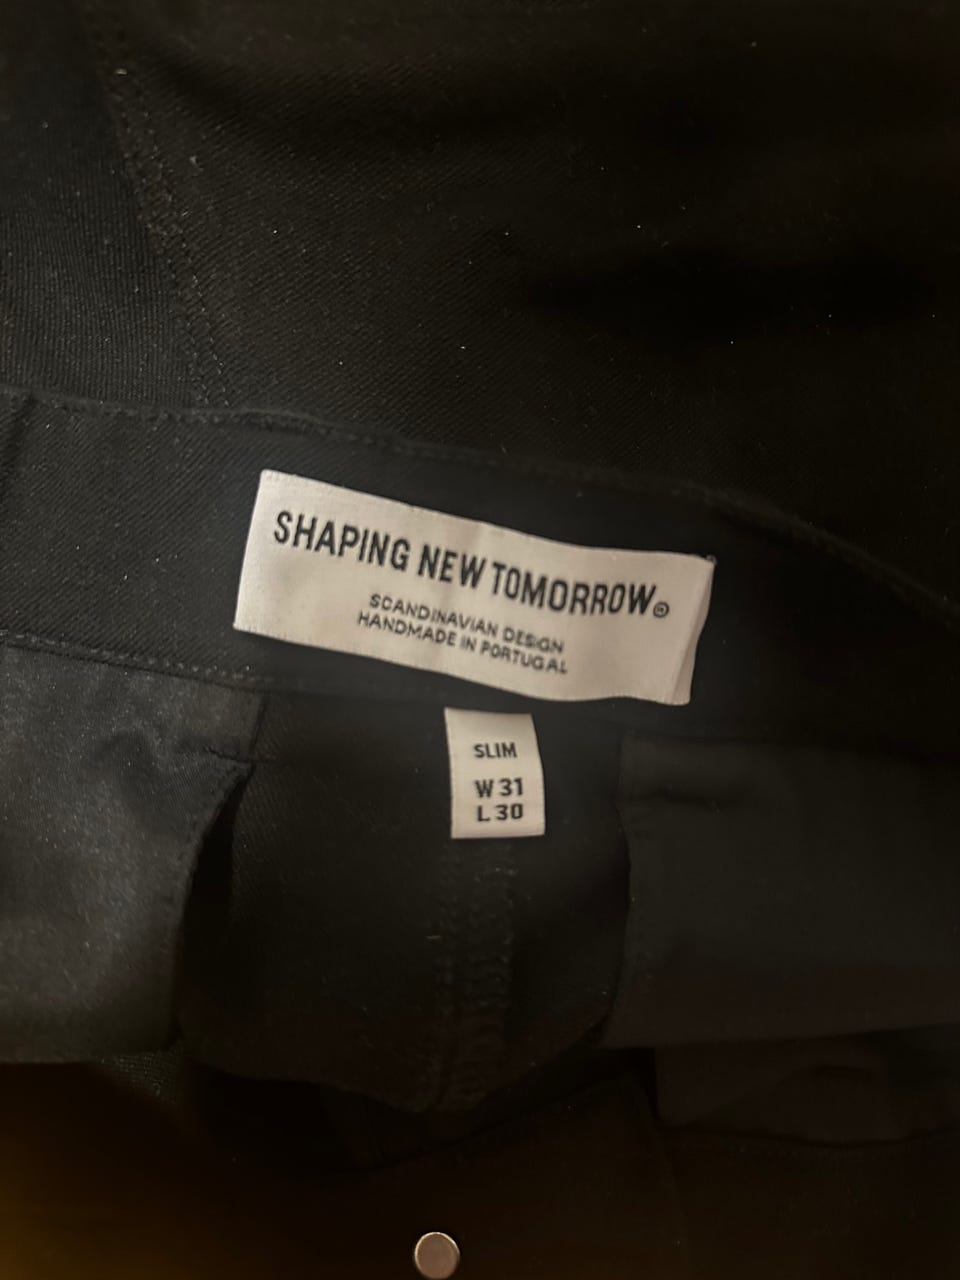 SHAPING NEW TOMORROW®
SCANDINAVIAN DESIGN
HANDMADE IN PORTUGAL
SLIM
W 31
L 30